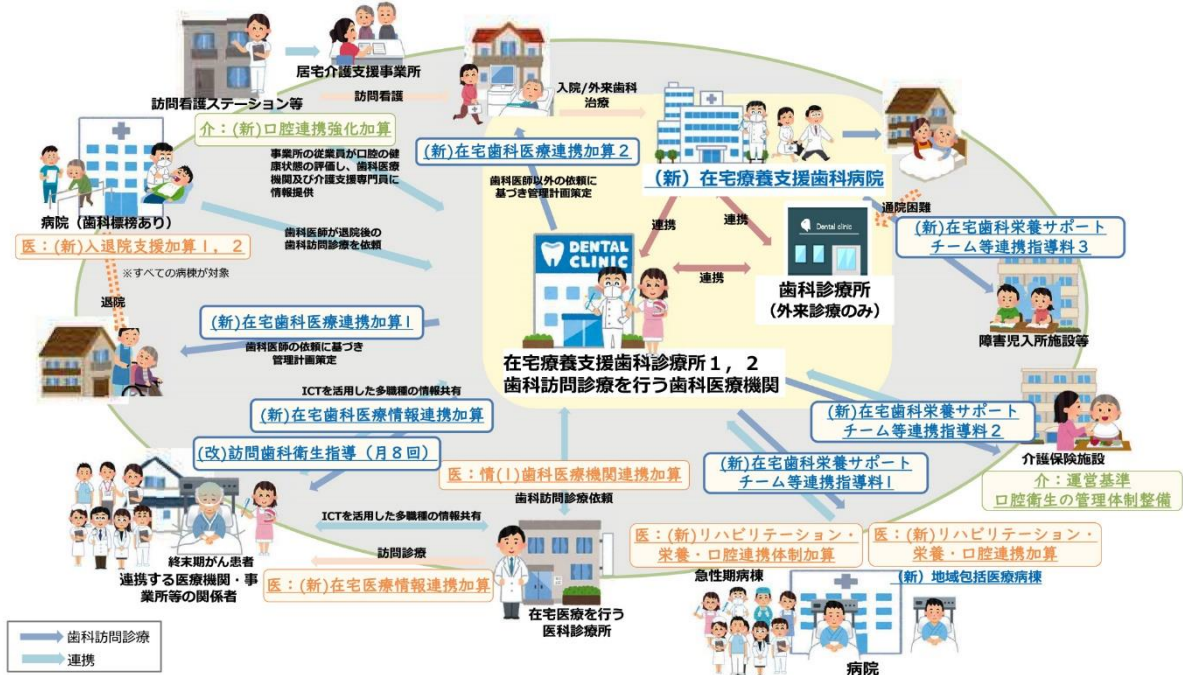 居宅介護支援事業所
訪問看護ステーション等
訪問看護
介：(新)口腔連携強化加算
事業所の従業員が口腔の健
康状態の評価し、歯科医療
機関及び介護支援専門員に
情報提供
入院/外来歯科
治療
(新)在宅歯科医療連携加算２
歯科医師以外の依頼に
基づき管理計画策定
（新）在宅療養支援歯科病院
通院困難
病院（歯科標榜あり）
医：(新)入退院支援加算１，２
※すべての病棟が対象
歯科医師が退院後の
歯科訪問診療を依頼
退院
(新)在宅歯科医療連携加算1
歯科医師の依頼に基づき
管理計画策定
連携
連携
連携
DENTAL
CLINIC
Dental clinic
歯科診療所
（外来診療のみ）
在宅療養支援歯科診療所１，２
歯科訪問診療を行う歯科医療機関
(新)在宅歯科栄養サポート
チーム等連携指導料３
障害児入所施設等
(新)在宅歯科栄養サポート
チーム等連携指導料２
介護保険施設
介：運営基準
口腔衛生の管理体制整備
ICTを活用した多職種の情報共有
(新)在宅歯科医療情報連携加算
(改)訪問歯科衛生指導（月８回）
医：情(1)歯科医療機関連携加算
歯科訪問診療依頼
(新)在宅歯科栄養サポート
チーム等連携指導料1
ICTを活用した多職種の情報共有
訪問診療
医：(新)在宅医療情報連携加算
終末期がん患者
連携する医療機関・事
業所等の関係者
在宅医療を行う
医科診療所
医：(新)リハビリテーション・
栄養・口腔連携体制加算
医：(新)リハビリテーション・
栄養・口腔連携加算
急性期病棟
（新）地域包括医療病棟
病院
歯科訪問診療
連携